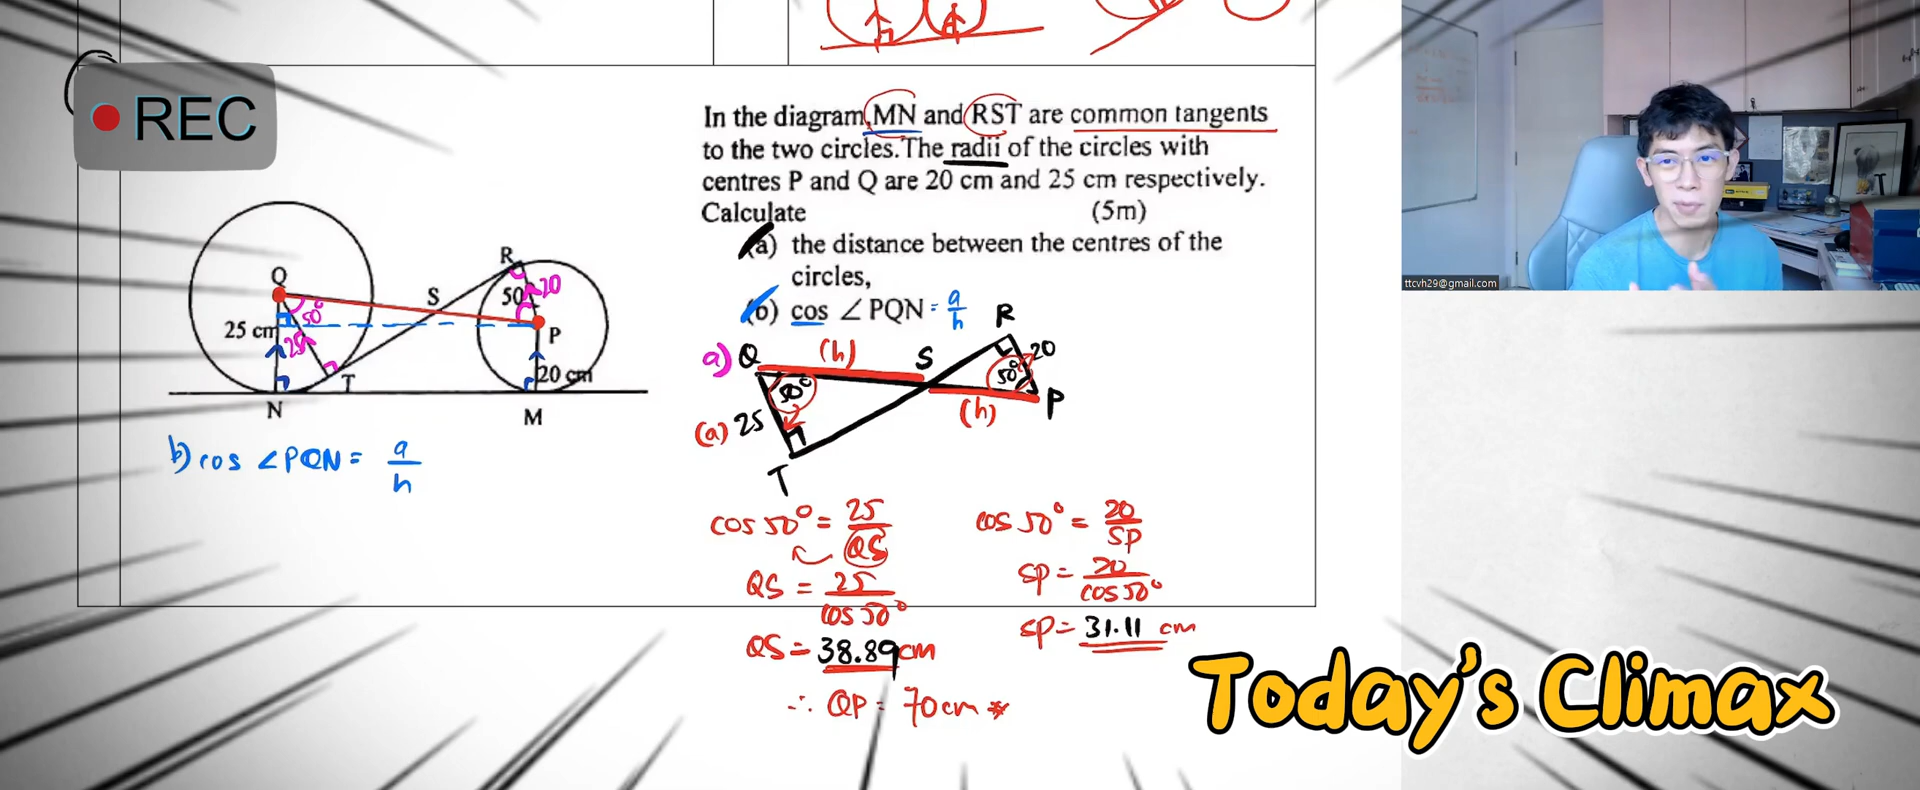 REC
In the diagram, MN and RST are common tangents
to the two circles. The radii of the circles with
centres P and Q are 20 cm and 25 cm respectively.
Calculate (5m)
(a) the distance between the centres of the
circles,
(b) cos ∠PQN = a/h
Q
50°
25 cm
25
N
T
S
R
50
20
P
20 cm
M
b) cos ∠PQN = a/h
a) Q
(h)
S
R
20
50°
50°
P
(h)
(a) 25
T
cos 50° = 25/QS
QS = 25/cos 50°
QS = 38.89 cm
∴ QP = 70 cm *
cos 50° = 20/SP
SP = 20/cos 50°
SP = 31.11 cm
ttcvh29@gmail.com
Today's Climax